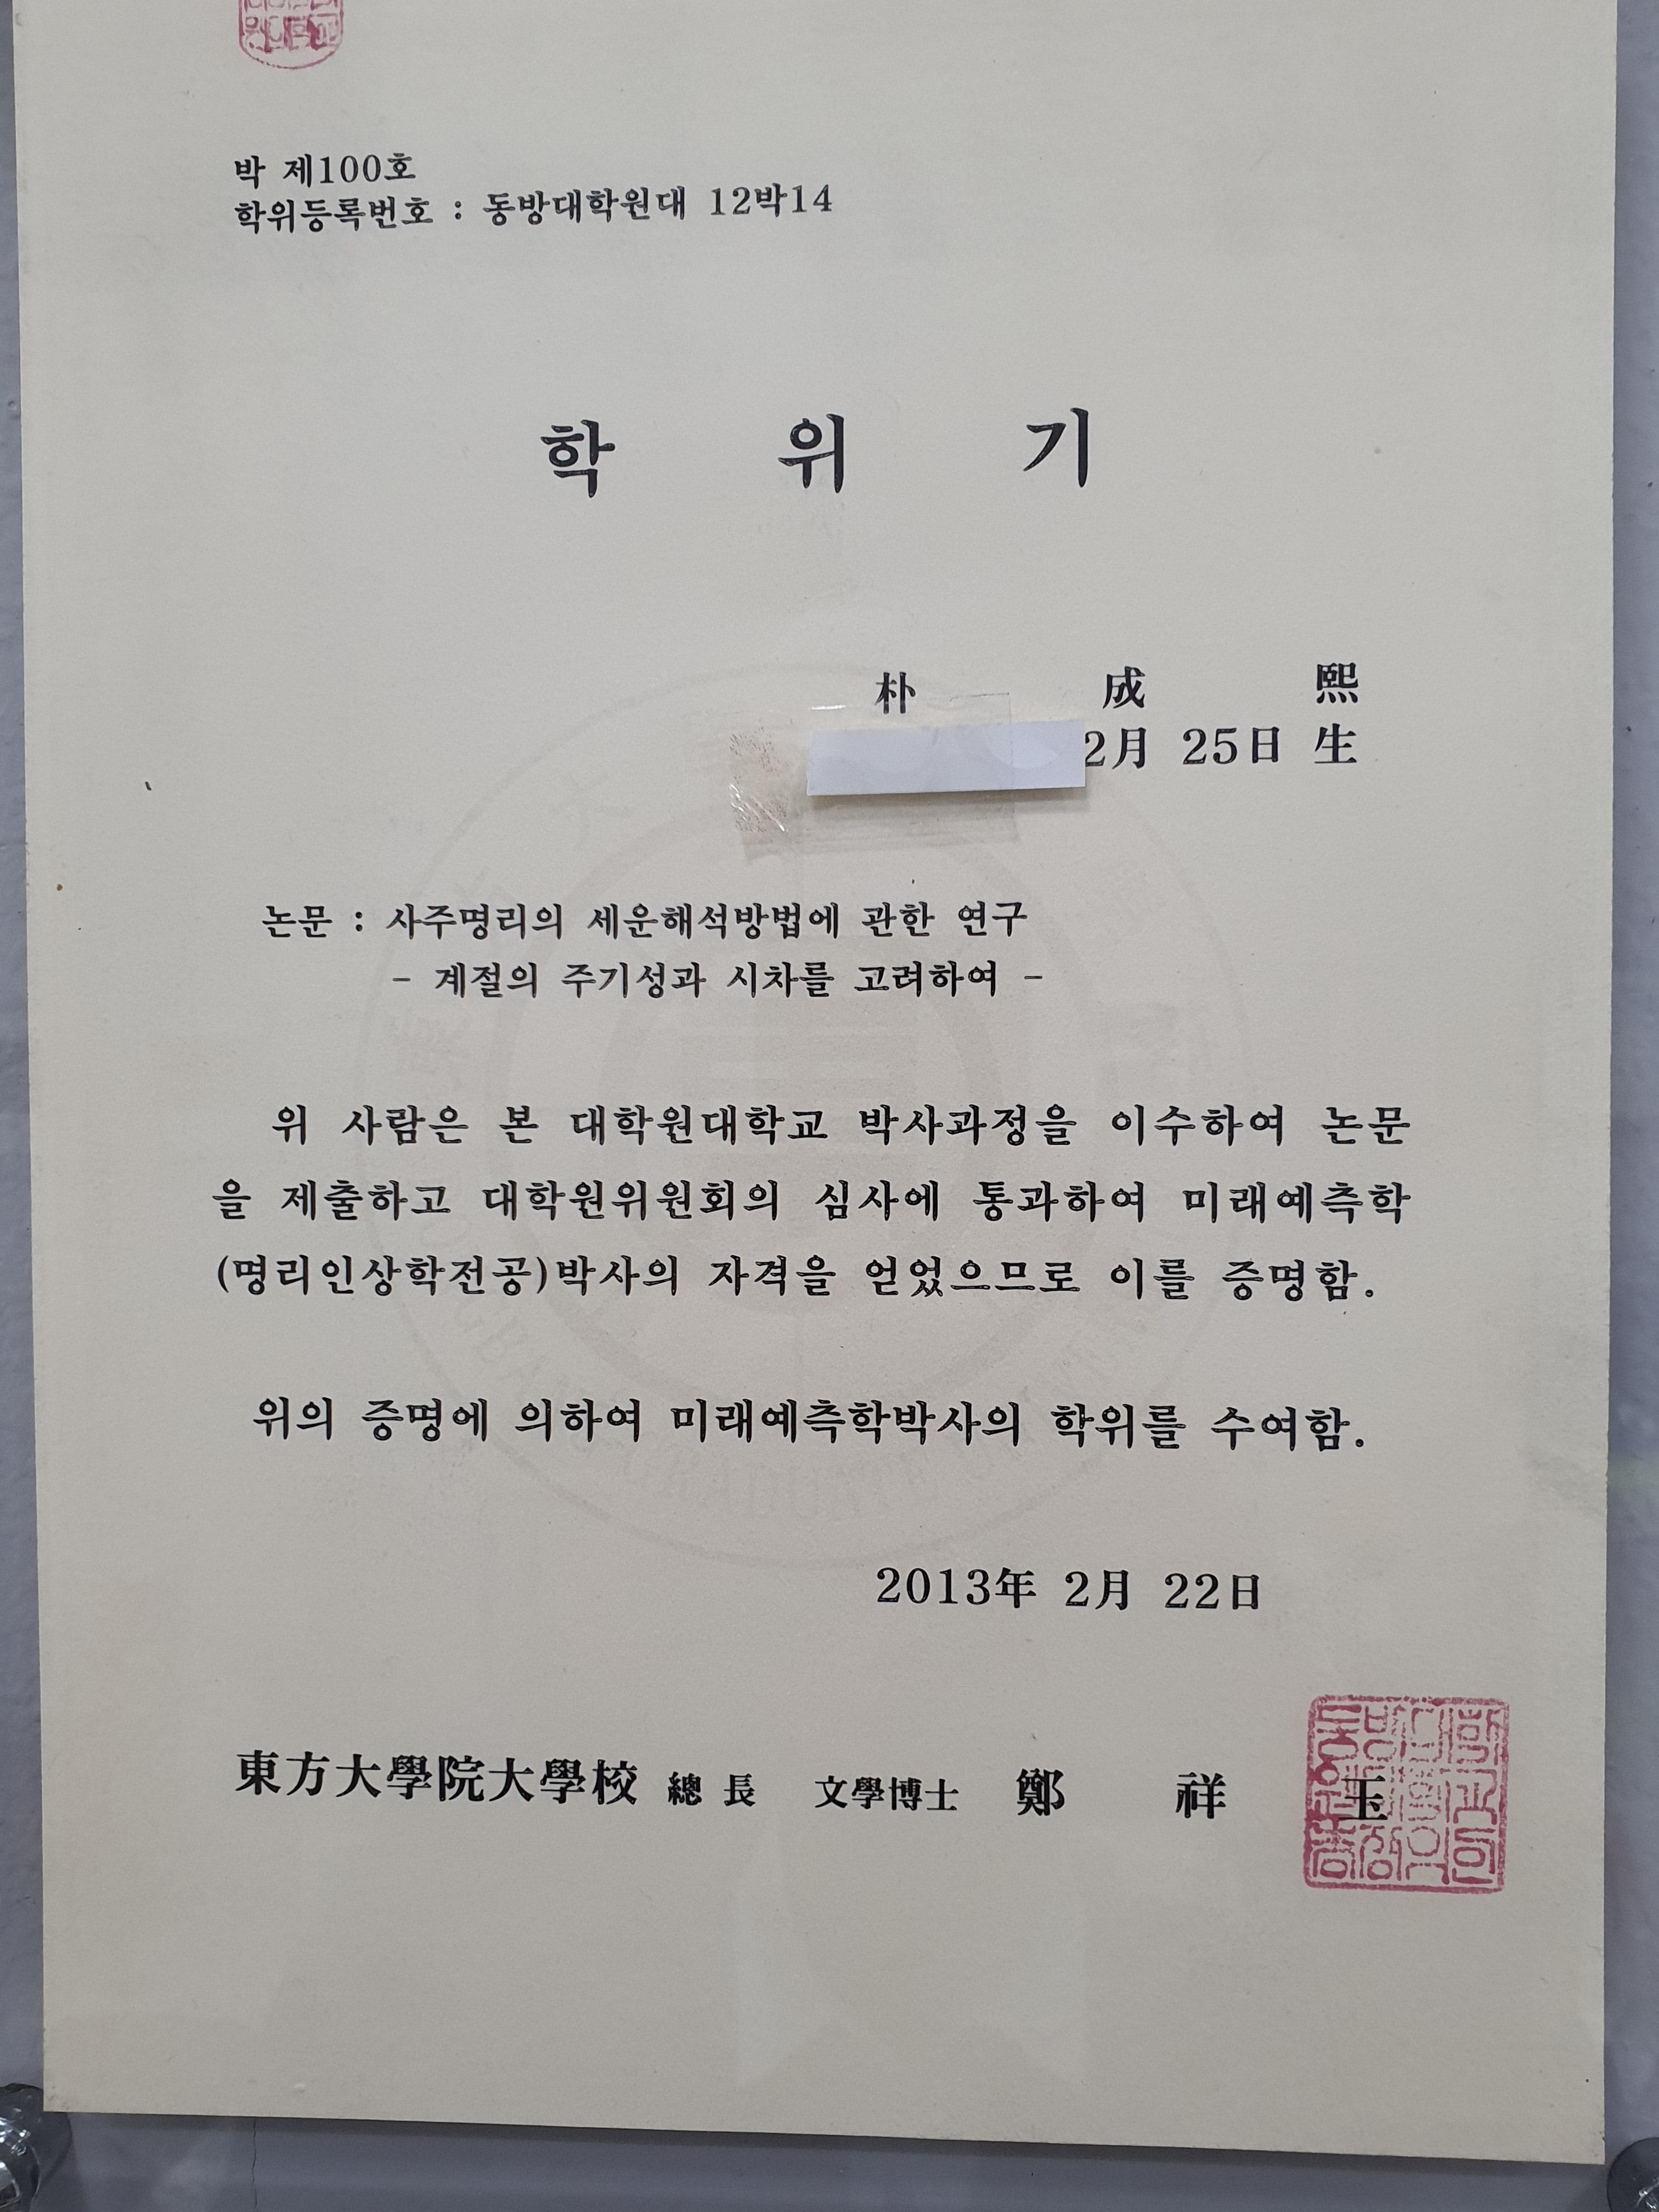 박 제100호
학위등록번호 : 동방대학원대 12박14
학 위 기
朴 成 熙
2月 25日 生
논문 : 사주명리의 세운해석방법에 관한 연구
- 계절의 주기성과 시차를 고려하여 -
위 사람은 본 대학원대학교 박사과정을 이수하여 논문
을 제출하고 대학원위원회의 심사에 통과하여 미래예측학
(명리인상학전공)박사의 자격을 얻었으므로 이를 증명함.
위의 증명에 의하여 미래예측학박사의 학위를 수여함.
2013年 2月 22日
東方大學院大學校 總 長 文學博士 鄭 祥 玉